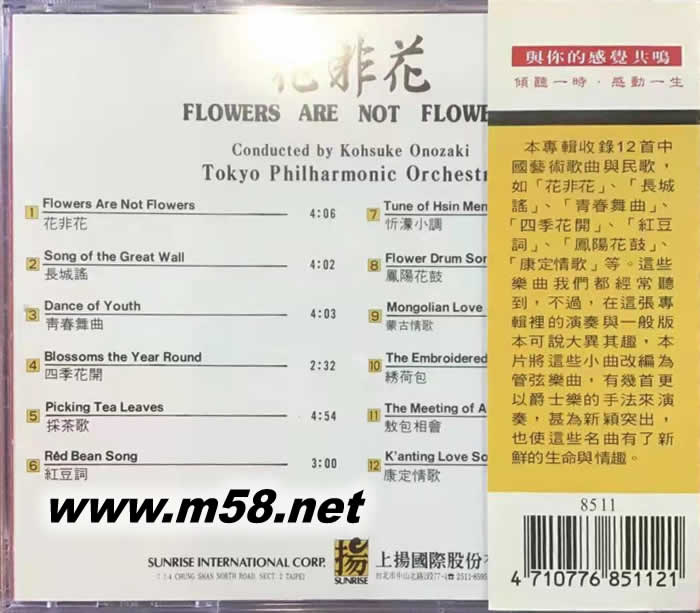 花非花
FLOWERS ARE NOT
Conducted by Kohsuke Onozaki
Tokyo Philharmonic
1 Flowers Are Not Flowers 4:06
花非花
2 Song of the Great Wall 4:02
長城謠
3 Dance of Youth 4:03
青春舞曲
4 Blossoms the Year Round 2:32
四季花開
5 Picking Tea Leaves 4:54
採茶歌
6 Red Bean Song 3:00
紅豆詞
7 Tune of Hsin
忻濛小調
8 Flower Drum
鳳陽花鼓
9 Mongolian Love
蒙古情歌
10 The Embroidered
綉荷包
11 The Meeting of
敖包相會
12 K'anting Love
康定情歌
www.m58.net
SUNRISE INTERNATIONAL CORP.
揚
SUNRISE
上揚國際股份
與你的感覺共鳴
傾聽一時．感動一生
本專輯收錄12首中
國藝術歌曲與民歌，
如「花非花」、「長城
謠」、「青春舞曲」、
「四季花開」、「紅豆
詞」、「鳳陽花鼓」、
「康定情歌」等。這些
樂曲我們都經常聽
到，不過，在這張專
輯裡的演奏與一般版
本可說大異其趣，本
片將這些小曲改編為
管弦樂曲，有幾首更
以爵士樂的手法來演
奏，甚為新穎突出，
也使這些名曲有了新
鮮的生命與情趣。
8511
4 710776 851121